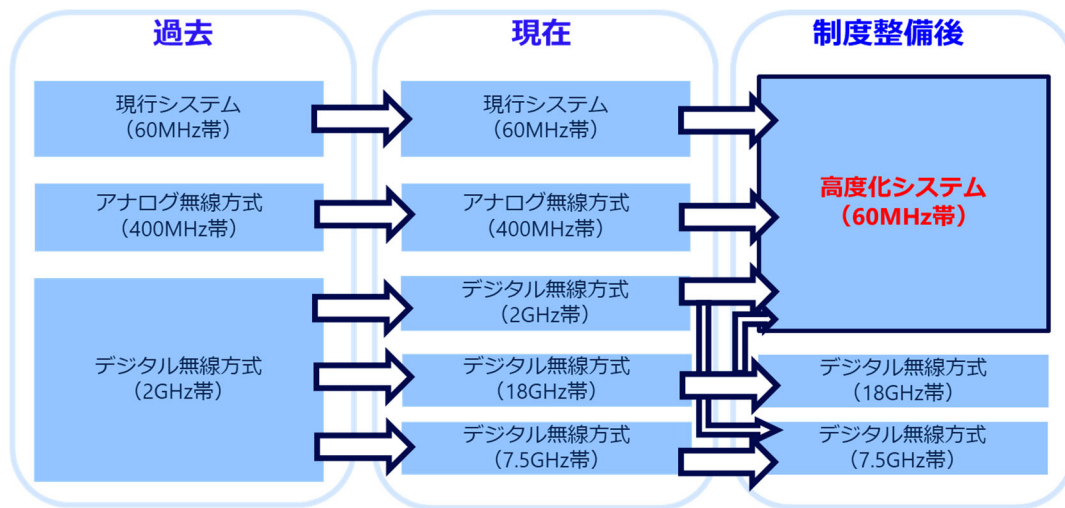 過去
現行システム
（60MHz帯）
アナログ無線方式
（400MHz帯）
デジタル無線方式
（2GHz帯）
現在
現行システム
（60MHz帯）
アナログ無線方式
（400MHz帯）
デジタル無線方式
（2GHz帯）
デジタル無線方式
（18GHz帯）
デジタル無線方式
（7.5GHz帯）
制度整備後
高度化システム
（60MHz帯）
デジタル無線方式
（18GHz帯）
デジタル無線方式
（7.5GHz帯）